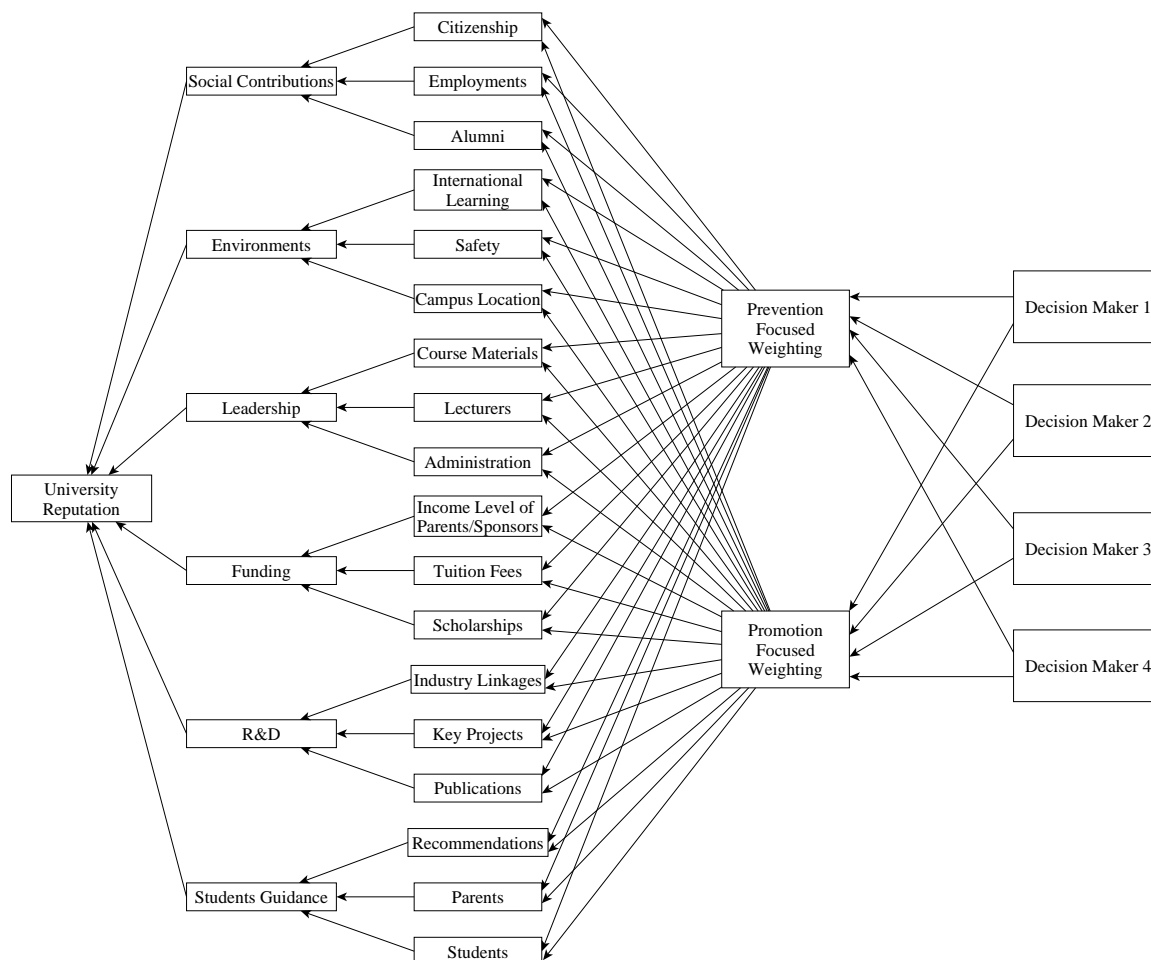 Citizenship
Social Contributions
Employments
Alumni
International
Learning
Environments
Safety
Campus Location
Course Materials
Leadership
Lecturers
Administration
University
Reputation
Income Level of
Parents/Sponsors
Funding
Tuition Fees
Scholarships
Industry Linkages
R&D
Key Projects
Publications
Recommendations
Students Guidance
Parents
Students
Prevention
Focused
Weighting
Promotion
Focused
Weighting
Decision Maker 1
Decision Maker 2
Decision Maker 3
Decision Maker 4